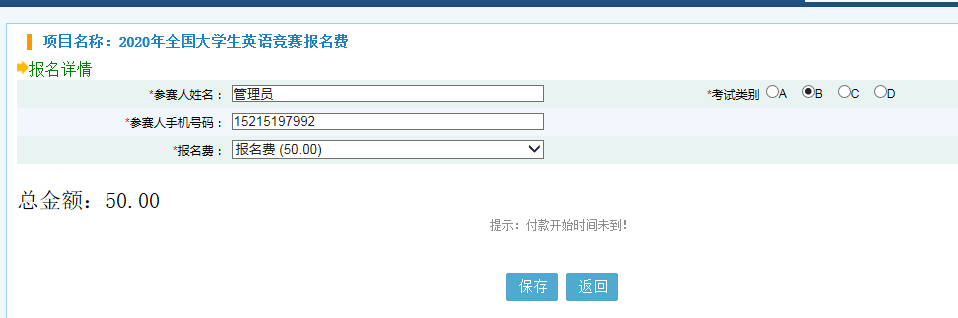 项目名称：2020年全国大学生英语竞赛报名费
报名详情
*参赛人姓名： 管理员 *考试类别 A B C D
*参赛人手机号码： 15215197992
*报名费： 报名费 (50.00)
总金额：50.00
提示：付款开始时间未到！
保存 返回